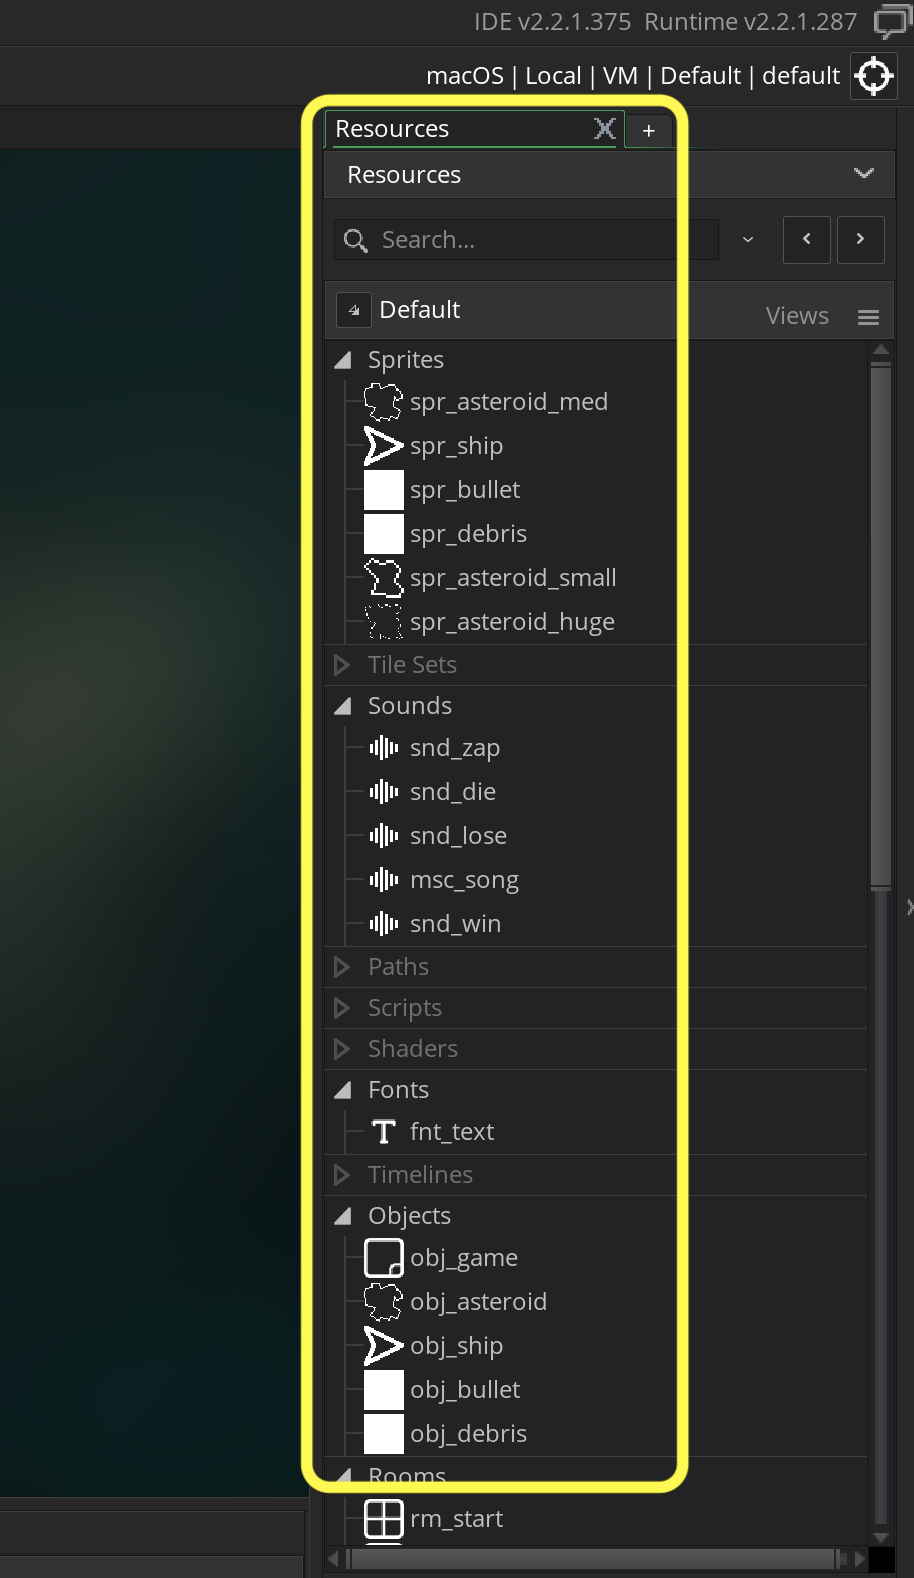 IDE v2.2.1.375 Runtime v2.2.1.287
macOS | Local | VM | Default | default
Resources +
Resources
Search...
Default Views
Sprites
spr_asteroid_med
spr_ship
spr_bullet
spr_debris
spr_asteroid_small
spr_asteroid_huge
Tile Sets
Sounds
snd_zap
snd_die
snd_lose
msc_song
snd_win
Paths
Scripts
Shaders
Fonts
fnt_text
Timelines
Objects
obj_game
obj_asteroid
obj_ship
obj_bullet
obj_debris
Rooms
rm_start